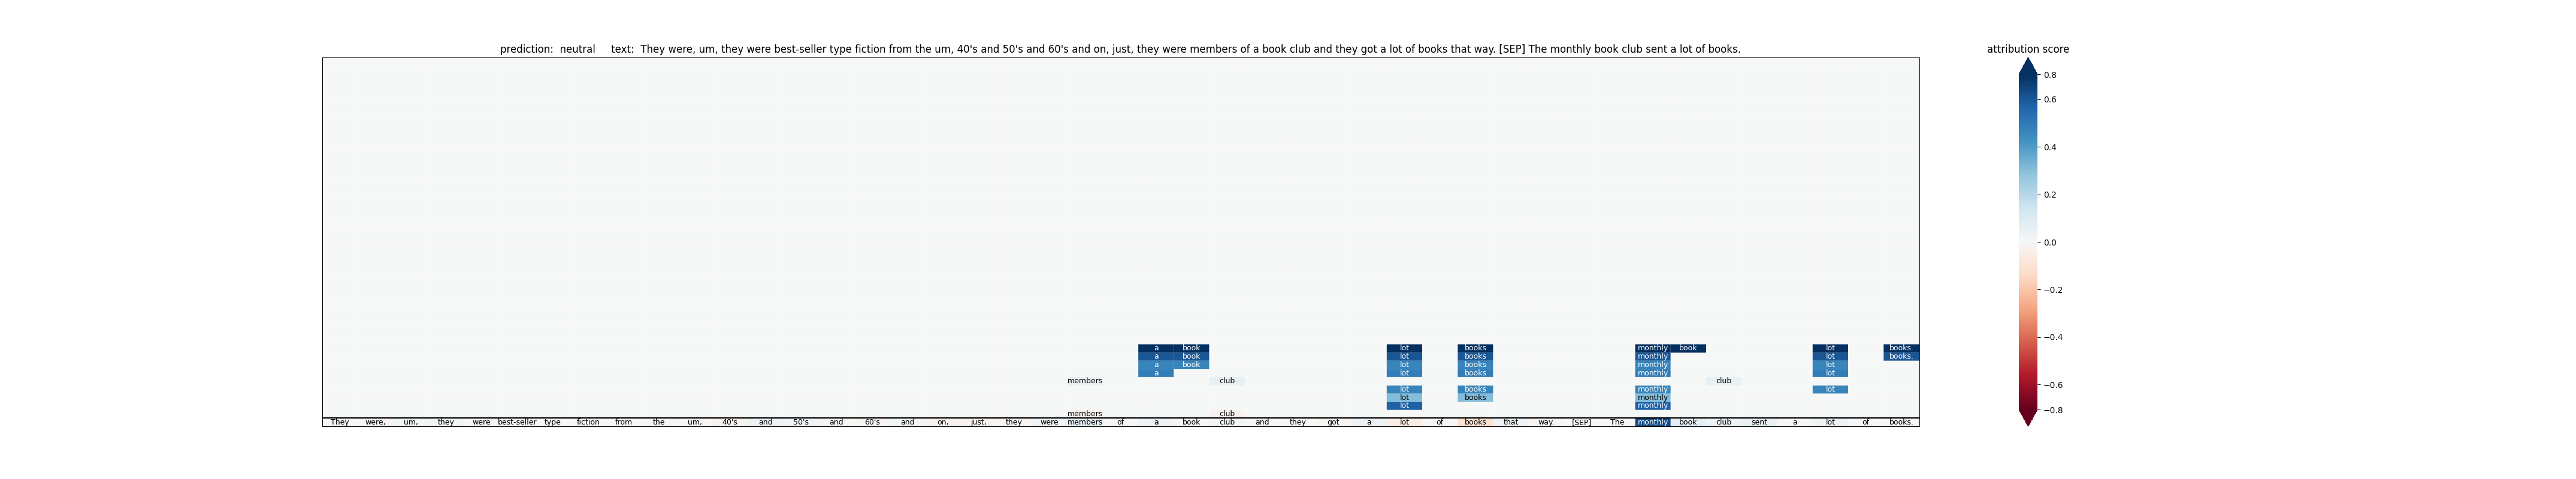 prediction:  neutral     text:  They were, um, they were best-seller type fiction from the um, 40's and 50's and 60's and on, just, they were members of a book club and they got a lot of books that way. [SEP] The monthly book club sent a lot of books.
attribution score
a book lot books monthly book lot books.
a book lot books monthly lot books.
a book lot books monthly lot
a lot books monthly lot
members club club
lot books monthly lot
lot books monthly
lot monthly
members club
They were, um, they were best-seller type fiction from the um, 40's and 50's and 60's and on, just, they were members of a book club and they got a lot of books that way. [SEP] The monthly book club sent a lot of books.
0.8
0.6
0.4
0.2
0.0
−0.2
−0.4
−0.6
−0.8